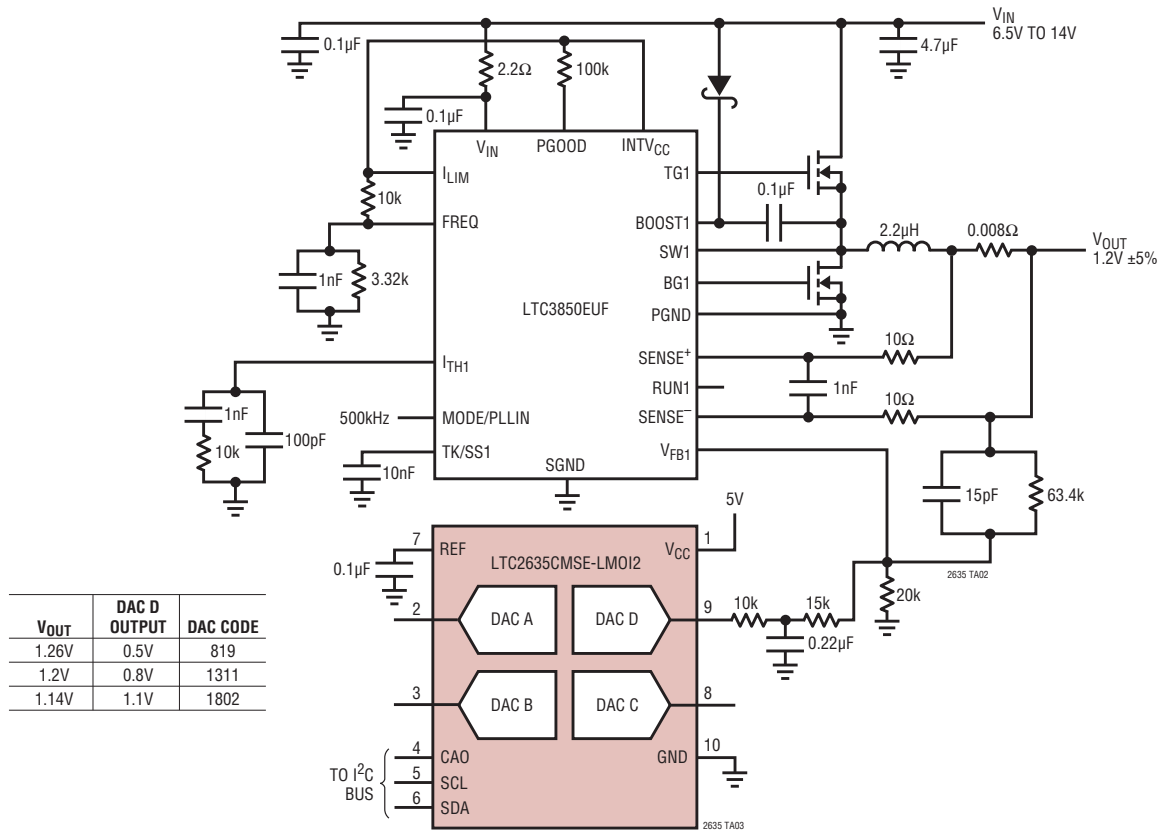 V_IN
6.5V TO 14V
0.1µF
4.7µF
2.2Ω
100k
0.1µF
V_IN
PGOOD
INTV_CC
I_LIM
TG1
10k
0.1µF
FREQ
BOOST1
2.2µH
0.008Ω
SW1
V_OUT
1.2V ±5%
1nF
3.32k
BG1
LTC3850EUF
PGND
10Ω
SENSE⁺
I_TH1
RUN1
1nF
10Ω
1nF
500kHz
MODE/PLLIN
SENSE⁻
10k
100pF
TK/SS1
V_FB1
10nF
SGND
15pF
63.4k
5V
7
REF
V_CC
1
LTC2635CMSE-LMOI2
0.1µF
2635 TA02
20k
2
DAC A
DAC D
9
10k
15k
0.22µF
V_OUT
DAC D
OUTPUT
DAC CODE
1.26V
0.5V
819
1.2V
0.8V
1311
1.14V
1.1V
1802
3
DAC B
DAC C
8
4
CAO
GND
10
TO I²C
BUS
5
SCL
6
SDA
2635 TA03